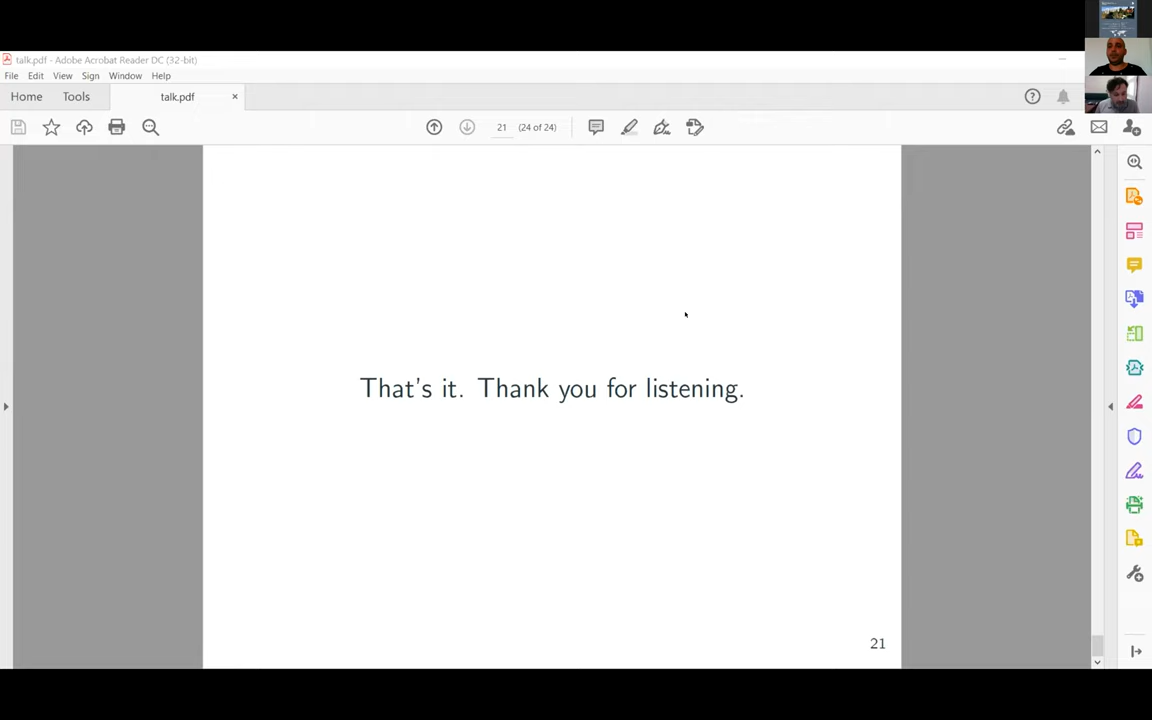 talk.pdf - Adobe Acrobat Reader DC (32-bit)
File Edit View Sign Window Help
Home Tools talk.pdf
21 (24 of 24)
That's it. Thank you for listening.
21